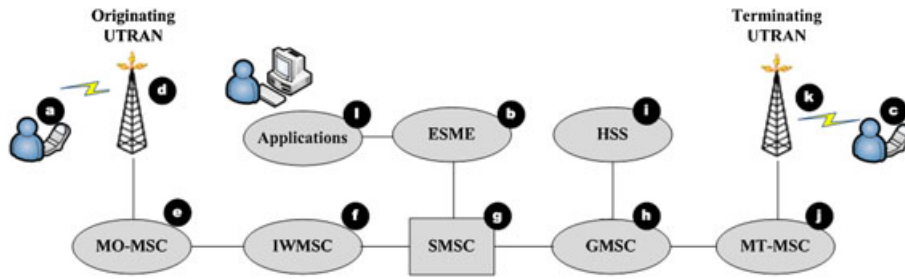 Originating
UTRAN
Terminating
UTRAN
a
d
l
Applications
b
ESME
i
HSS
k
c
e
MO-MSC
f
IWMSC
g
SMSC
h
GMSC
j
MT-MSC